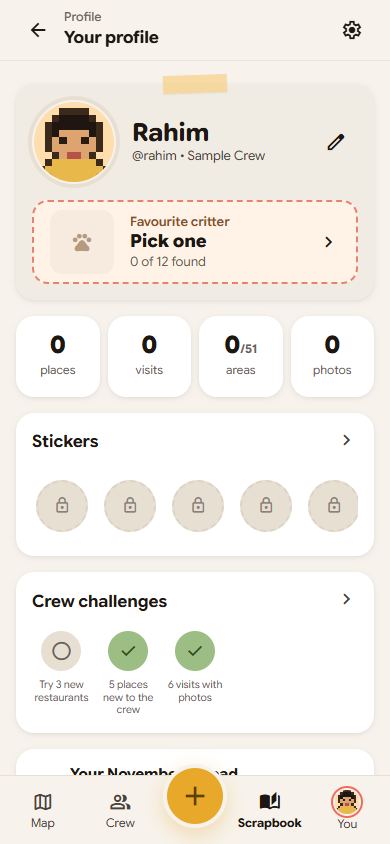 Profile
Your profile
Rahim
@rahim • Sample Crew
Favourite critter
Pick one
0 of 12 found
0
places
0
visits
0/51
areas
0
photos
Stickers
Crew challenges
Try 3 new
restaurants
5 places
new to the
crew
6 visits with
photos
Your
Map
Crew
Scrapbook
You